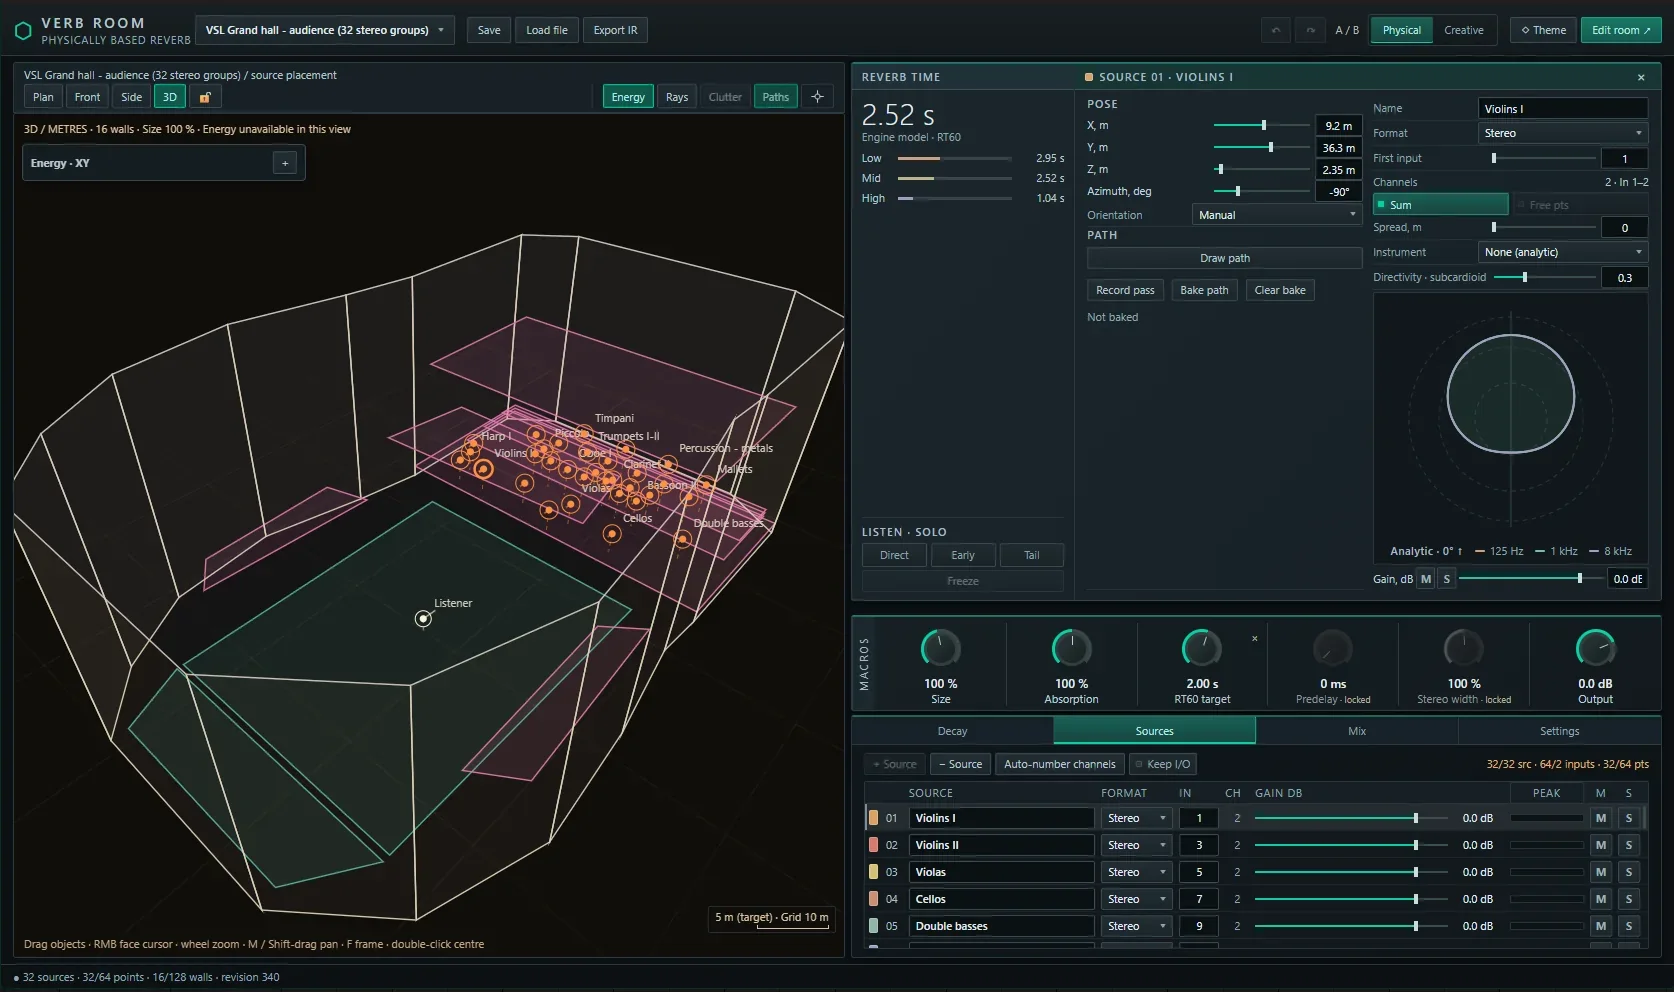 VERB ROOM
PHYSICALLY BASED REVERB
VSL Grand hall - audience (32 stereo groups)
Save
Load file
Export IR
A / B
Physical
Creative
◇ Theme
Edit room ↗
VSL Grand hall - audience (32 stereo groups) / source placement
Plan
Front
Side
3D
Energy
Rays
Clutter
Paths
3D / METRES · 16 walls · Size 100 % · Energy unavailable in this view
Energy · XY
+
Timpani
Harp I
Picco
Trumpets I-II
Violins I
Oboe I
Percussion - metals
Clarinet
Mallets
Violas
Bassoon II
Cellos
Double basses
Listener
5 m (target) · Grid 10 m
Drag objects · RMB face cursor · wheel zoom · M / Shift-drag pan · F frame · double-click centre
32 sources · 32/64 points · 16/128 walls · revision 340
REVERB TIME
2.52 s
Engine model · RT60
Low 2.95 s
Mid 2.52 s
High 1.04 s
LISTEN · SOLO
Direct
Early
Tail
Freeze
SOURCE 01 · VIOLINS I
×
POSE
X, m 9.2 m
Y, m 36.3 m
Z, m 2.35 m
Azimuth, deg -90°
Orientation Manual
PATH
Draw path
Record pass
Bake path
Clear bake
Not baked
Name Violins I
Format Stereo
First input 1
Channels 2 · In 1–2
Sum
Free pts
Spread, m 0
Instrument None (analytic)
Directivity · subcardioid 0.3
Analytic · 0° ↑ 125 Hz 1 kHz 8 kHz
Gain, dB M S 0.0 dB
MACROS
100 %
Size
100 %
Absorption
×
2.00 s
RT60 target
0 ms
Predelay · locked
100 %
Stereo width · locked
0.0 dB
Output
Decay
Sources
Mix
Settings
+ Source
− Source
Auto-number channels
Keep I/O
32/32 src · 64/2 inputs · 32/64 pts
SOURCE FORMAT IN CH GAIN DB PEAK M S
01 Violins I Stereo 1 2 0.0 dB M S
02 Violins II Stereo 3 2 0.0 dB M S
03 Violas Stereo 5 2 0.0 dB M S
04 Cellos Stereo 7 2 0.0 dB M S
05 Double basses Stereo 9 2 0.0 dB M S